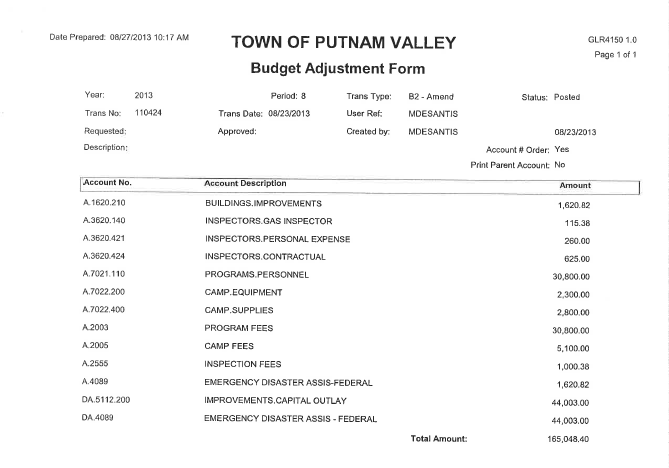 Date Prepared: 08/27/2013 10:17 AM TOWN OF PUTNAM VALLEY GLR4150 1.0
Page 1 of 1
Budget Adjustment Form
Year: 2013 Period: 8 Trans Type: B2 - Amend Status: Posted
Trans No: 110424 Trans Date: 08/23/2013 User Ref: MDESANTIS
Requested: Approved: Created by: MDESANTIS 08/23/2013
Description: Account # Order: Yes
Print Parent Account: No
Account No. Account Description Amount
A.1620.210 BUILDINGS.IMPROVEMENTS 1,620.82
A.3620.140 INSPECTORS.GAS INSPECTOR 115.38
A.3620.421 INSPECTORS.PERSONAL EXPENSE 260.00
A.3620.424 INSPECTORS.CONTRACTUAL 625.00
A.7021.110 PROGRAMS.PERSONNEL 30,800.00
A.7022.200 CAMP.EQUIPMENT 2,300.00
A.7022.400 CAMP.SUPPLIES 2,800.00
A.2003 PROGRAM FEES 30,800.00
A.2005 CAMP FEES 5,100.00
A.2555 INSPECTION FEES 1,000.38
A.4089 EMERGENCY DISASTER ASSIS-FEDERAL 1,620.82
DA.5112.200 IMPROVEMENTS.CAPITAL OUTLAY 44,003.00
DA.4089 EMERGENCY DISASTER ASSIS - FEDERAL 44,003.00
Total Amount: 165,048.40